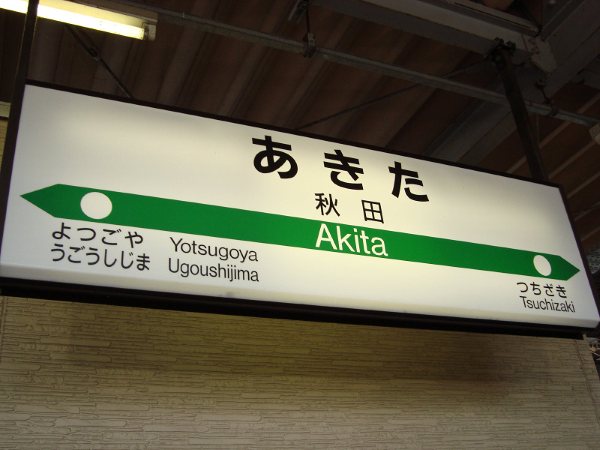 あきた
秋田
Akita
よつごや Yotsugoya
うごうしじま Ugoushijima
つちざき
Tsuchizaki